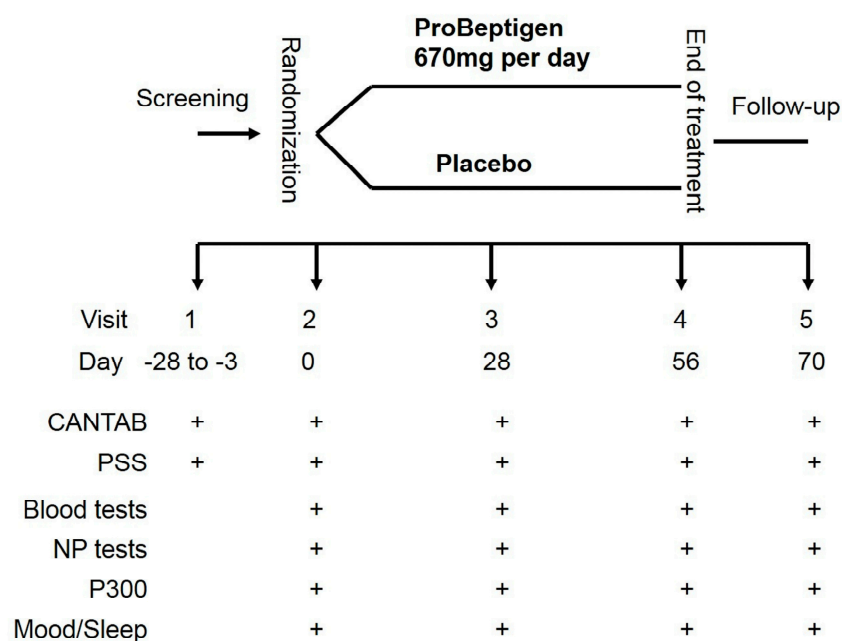 ProBeptigen
670mg per day
Screening
Randomization
End of treatment
Follow-up
Placebo
Visit 1 2 3 4 5
Day -28 to -3 0 28 56 70
CANTAB + + + + +
PSS + + + + +
Blood tests + + + +
NP tests + + + +
P300 + + + +
Mood/Sleep + + + +